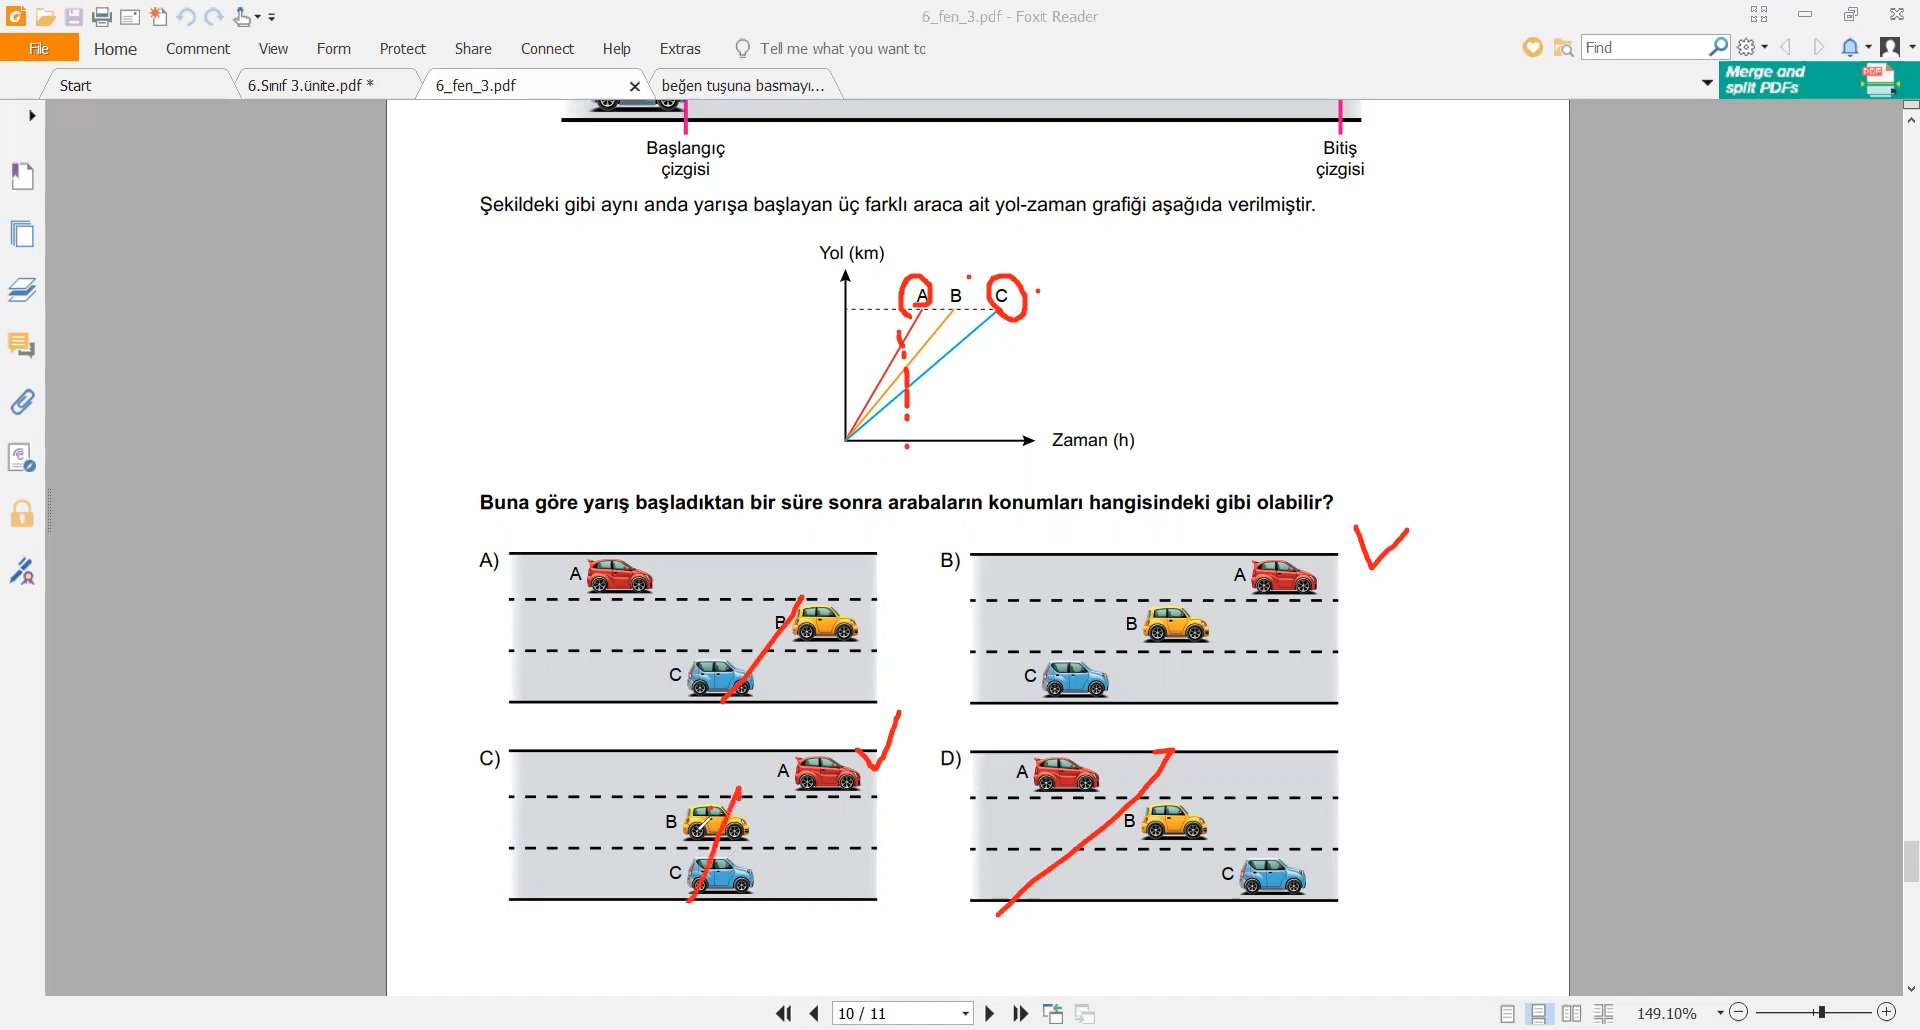 6_fen_3.pdf - Foxit Reader
File
Home
Comment
View
Form
Protect
Share
Connect
Help
Extras
Tell me what you want to
Find
Start
6.Sınıf 3.ünite.pdf *
6_fen_3.pdf
beğen tuşuna basmayı...
Merge and
split PDFs
PDF
Başlangıç
çizgisi
Bitiş
çizgisi
Şekildeki gibi aynı anda yarışa başlayan üç farklı araca ait yol-zaman grafiği aşağıda verilmiştir.
Yol (km)
A B C
Zaman (h)
Buna göre yarış başladıktan bir süre sonra arabaların konumları hangisindeki gibi olabilir?
A)
A
B
C
B)
A
B
C
C)
A
B
C
D)
A
B
C
10 / 11
149.10%